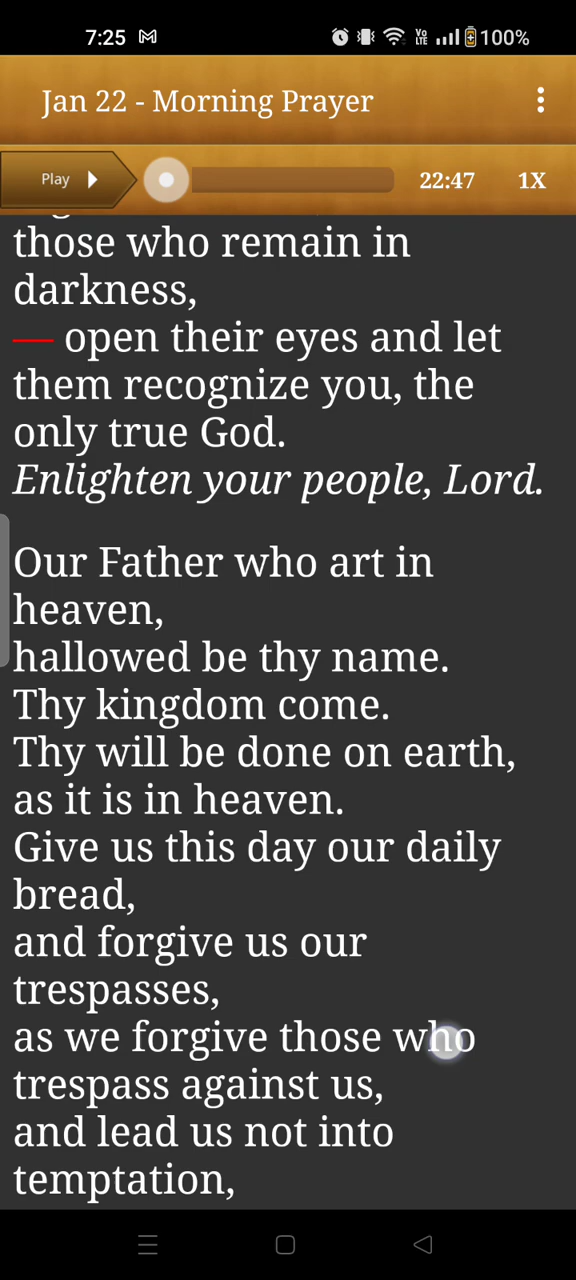 7:25
100%
Jan 22 - Morning Prayer
Play
22:47
1X
those who remain in
darkness,
— open their eyes and let
them recognize you, the
only true God.
Enlighten your people, Lord.
Our Father who art in
heaven,
hallowed be thy name.
Thy kingdom come.
Thy will be done on earth,
as it is in heaven.
Give us this day our daily
bread,
and forgive us our
trespasses,
as we forgive those who
trespass against us,
and lead us not into
temptation,